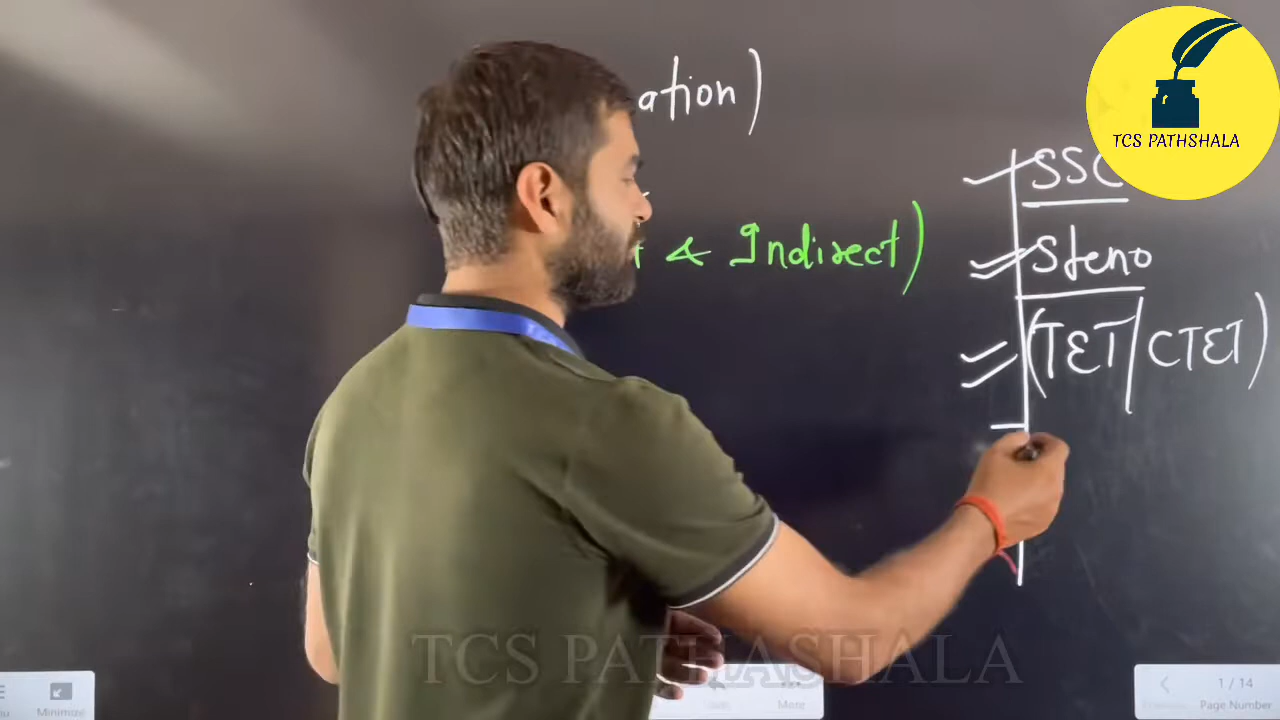 ation)
& Indirect)
SSC
Steno
(TET/CTET)
TCS PATHSHALA
TCS PATHASHALA
Minimize
More
1 / 14
Page Number